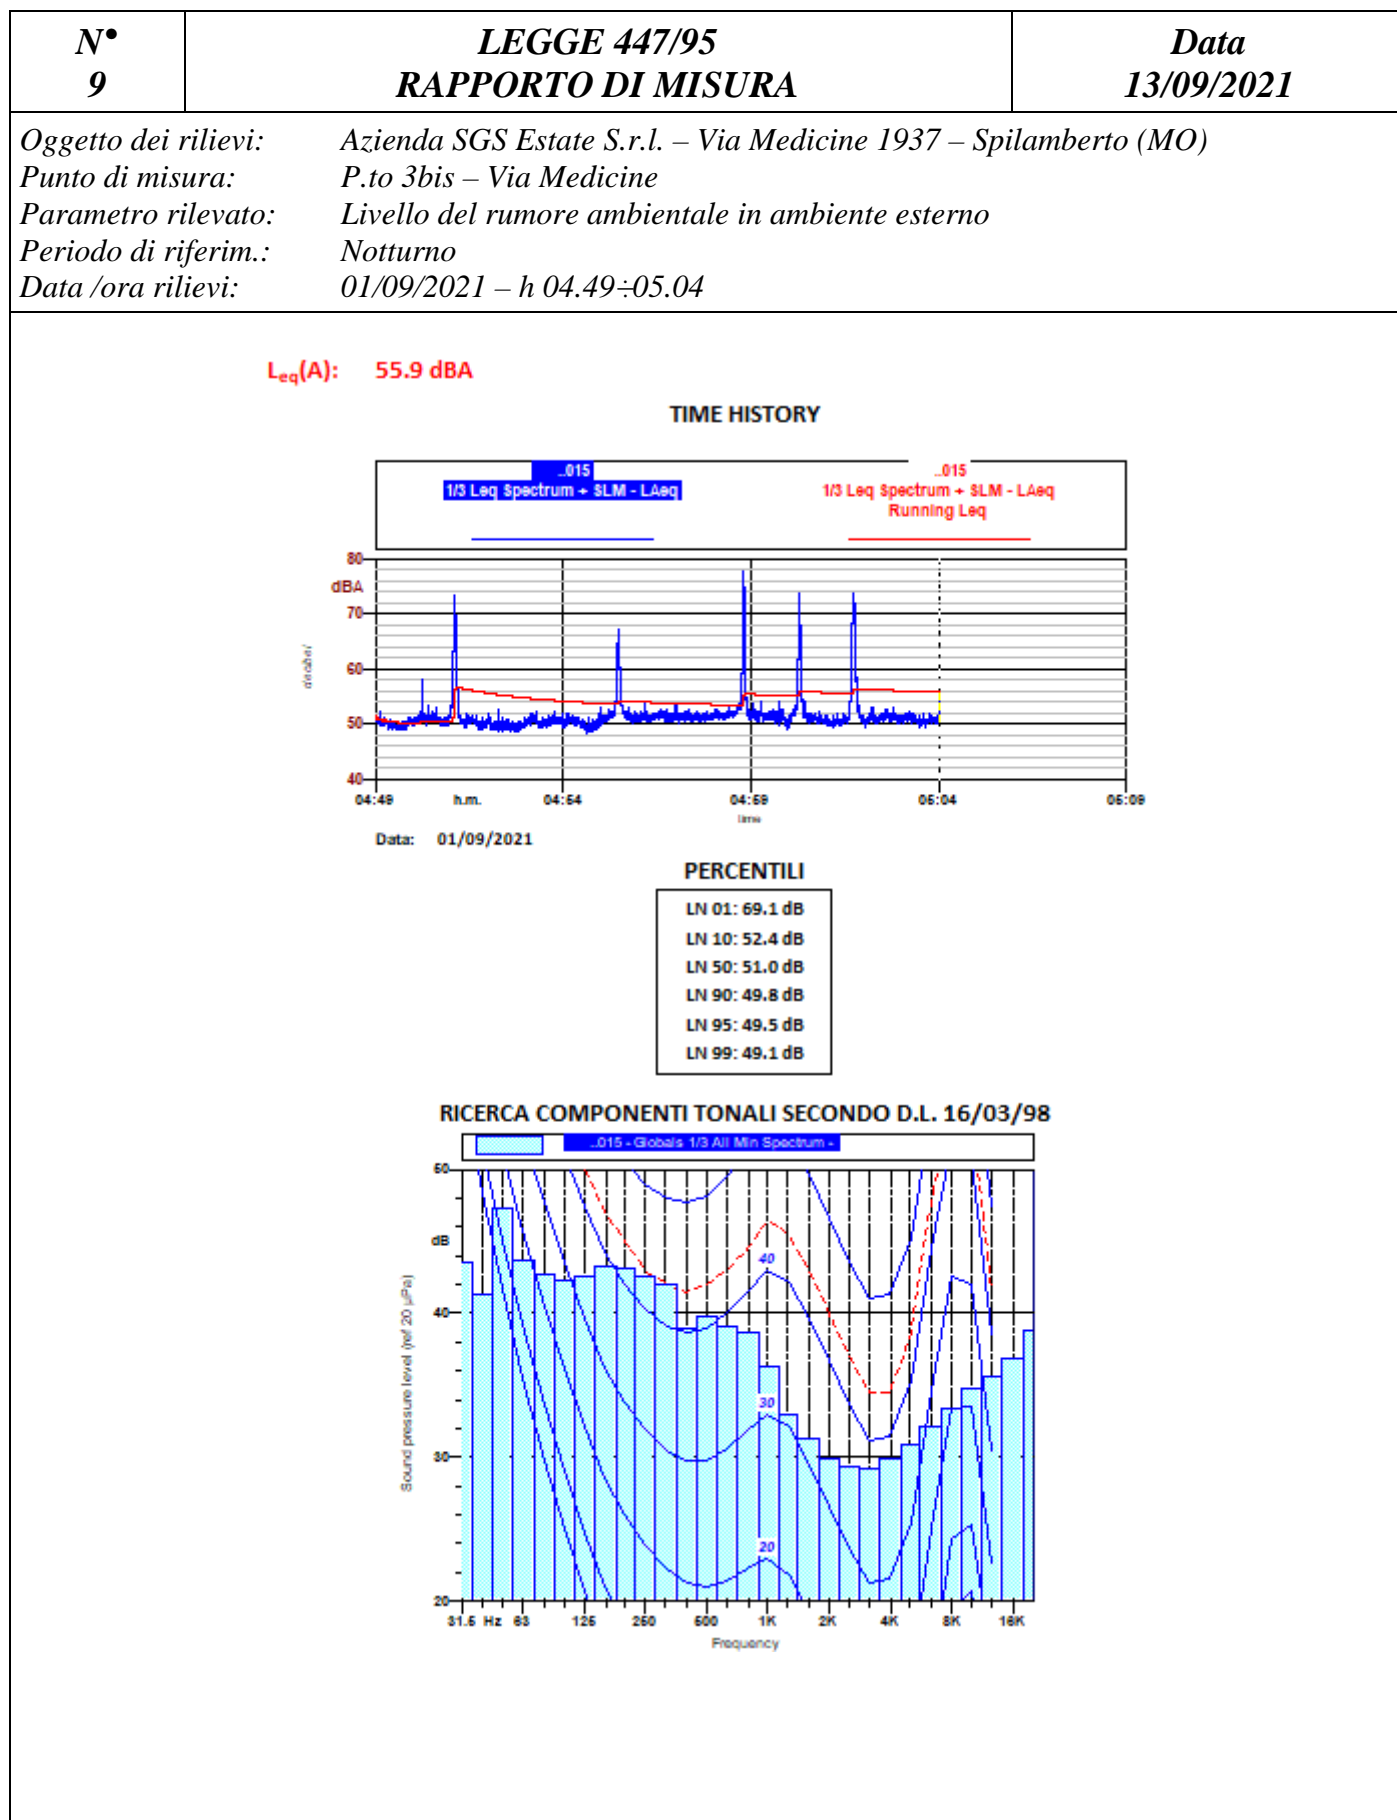 N°
9
LEGGE 447/95
RAPPORTO DI MISURA
Data
13/09/2021
Oggetto dei rilievi: Azienda SGS Estate S.r.l. – Via Medicine 1937 – Spilamberto (MO)
Punto di misura: P.to 3bis – Via Medicine
Parametro rilevato: Livello del rumore ambientale in ambiente esterno
Periodo di riferim.: Notturno
Data /ora rilievi: 01/09/2021 – h 04.49÷05.04
Leq(A): 55.9 dBA
TIME HISTORY
..015
1/3 Leq Spectrum + SLM - LAeq
..015
1/3 Leq Spectrum + SLM - LAeq
Running Leq
80
dBA
70
60
50
40
decibel
04:49 h.m. 04:54 04:59 05:04 05:09
time
Data: 01/09/2021
PERCENTILI
LN 01: 69.1 dB
LN 10: 52.4 dB
LN 50: 51.0 dB
LN 90: 49.8 dB
LN 95: 49.5 dB
LN 99: 49.1 dB
RICERCA COMPONENTI TONALI SECONDO D.L. 16/03/98
..015 - Globals 1/3 All Min Spectrum -
50
dB
40
30
20
Sound pressure level (ref 20 µPa)
40
30
20
31.5 Hz 63 125 250 500 1K 2K 4K 8K 16K
Frequency